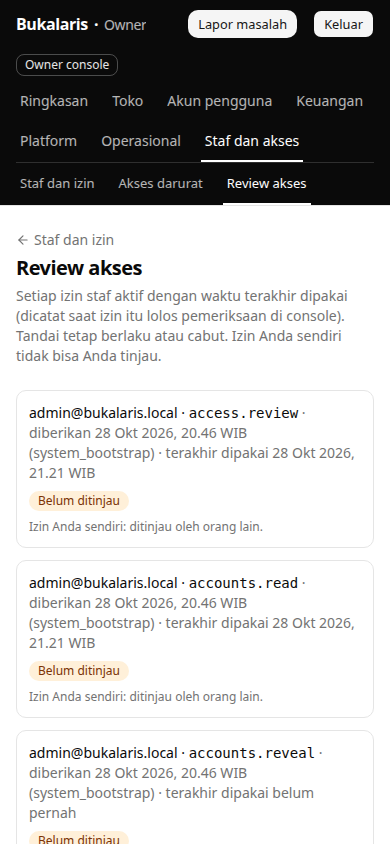 Bukalaris · Owner
Lapor masalah
Keluar
Owner console
Ringkasan
Toko
Akun pengguna
Keuangan
Platform
Operasional
Staf dan akses
Staf dan izin
Akses darurat
Review akses
← Staf dan izin
Review akses
Setiap izin staf aktif dengan waktu terakhir dipakai
(dicatat saat izin itu lolos pemeriksaan di console).
Tandai tetap berlaku atau cabut. Izin Anda sendiri
tidak bisa Anda tinjau.
admin@bukalaris.local · access.review ·
diberikan 28 Okt 2026, 20.46 WIB
(system_bootstrap) · terakhir dipakai 28 Okt 2026,
21.21 WIB
Belum ditinjau
Izin Anda sendiri: ditinjau oleh orang lain.
admin@bukalaris.local · accounts.read ·
diberikan 28 Okt 2026, 20.46 WIB
(system_bootstrap) · terakhir dipakai 28 Okt 2026,
21.21 WIB
Belum ditinjau
Izin Anda sendiri: ditinjau oleh orang lain.
admin@bukalaris.local · accounts.reveal ·
diberikan 28 Okt 2026, 20.46 WIB
(system_bootstrap) · terakhir dipakai belum
pernah
Belum ditinjau